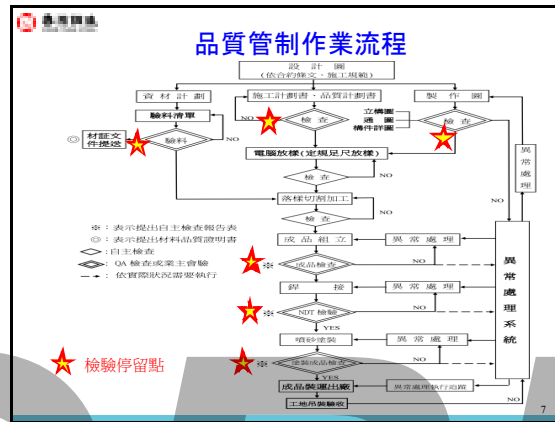 品質管制作業流程
設 計 圖
(依合約條文、施工規範)
資 材 計 劃
施工計劃書、品質計劃書
製 作 圖
驗料清單
NO
檢 查
立構圖
通 圖
構件詳圖
檢 查
◎
材証文
件提送
驗料
NO
電腦放樣(定規足尺放樣)
異常處理
檢 查
NO
NO
落樣切割加工
※:表示提出自主檢查報告表
◎:表示提出材料品質證明書
:自主檢查
:QA 檢查或業主會驗
:依實際狀況需要執行
檢 查
NO
成 品 組 立
異 常 處 理
※
成品檢查
NO
銲 接
異 常 處 理
異常處理系統
※
NDT 檢驗
NO
YES
噴砂塗裝
異 常 處 理
※
塗裝成品檢查
NO
YES
檢驗停留點
成品裝運出廠
異常處理執行追蹤
工地吊裝驗收
NO
7